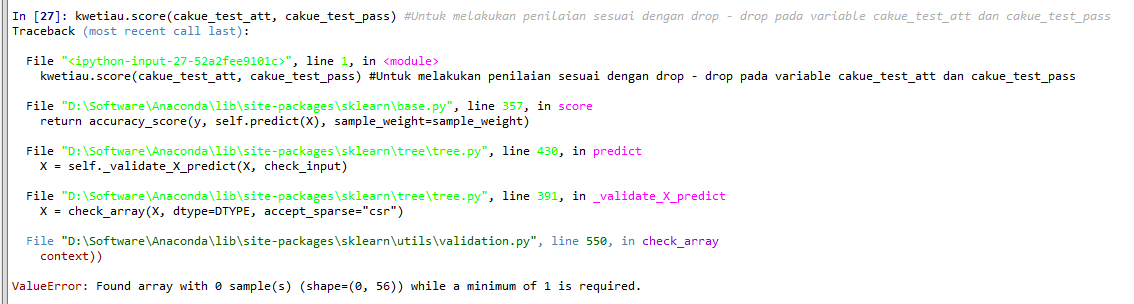 In [27]: kwetiau.score(cakue_test_att, cakue_test_pass) #Untuk melakukan penilaian sesuai dengan drop - drop pada variable cakue_test_att dan cakue_test_pass
Traceback (most recent call last):
File "<ipython-input-27-52a2fee9101c>", line 1, in <module>
kwetiau.score(cakue_test_att, cakue_test_pass) #Untuk melakukan penilaian sesuai dengan drop - drop pada variable cakue_test_att dan cakue_test_pass
File "D:\Software\Anaconda\lib\site-packages\sklearn\base.py", line 357, in score
return accuracy_score(y, self.predict(X), sample_weight=sample_weight)
File "D:\Software\Anaconda\lib\site-packages\sklearn\tree\tree.py", line 430, in predict
X = self._validate_X_predict(X, check_input)
File "D:\Software\Anaconda\lib\site-packages\sklearn\tree\tree.py", line 391, in _validate_X_predict
X = check_array(X, dtype=DTYPE, accept_sparse="csr")
File "D:\Software\Anaconda\lib\site-packages\sklearn\utils\validation.py", line 550, in check_array
context))
ValueError: Found array with 0 sample(s) (shape=(0, 56)) while a minimum of 1 is required.